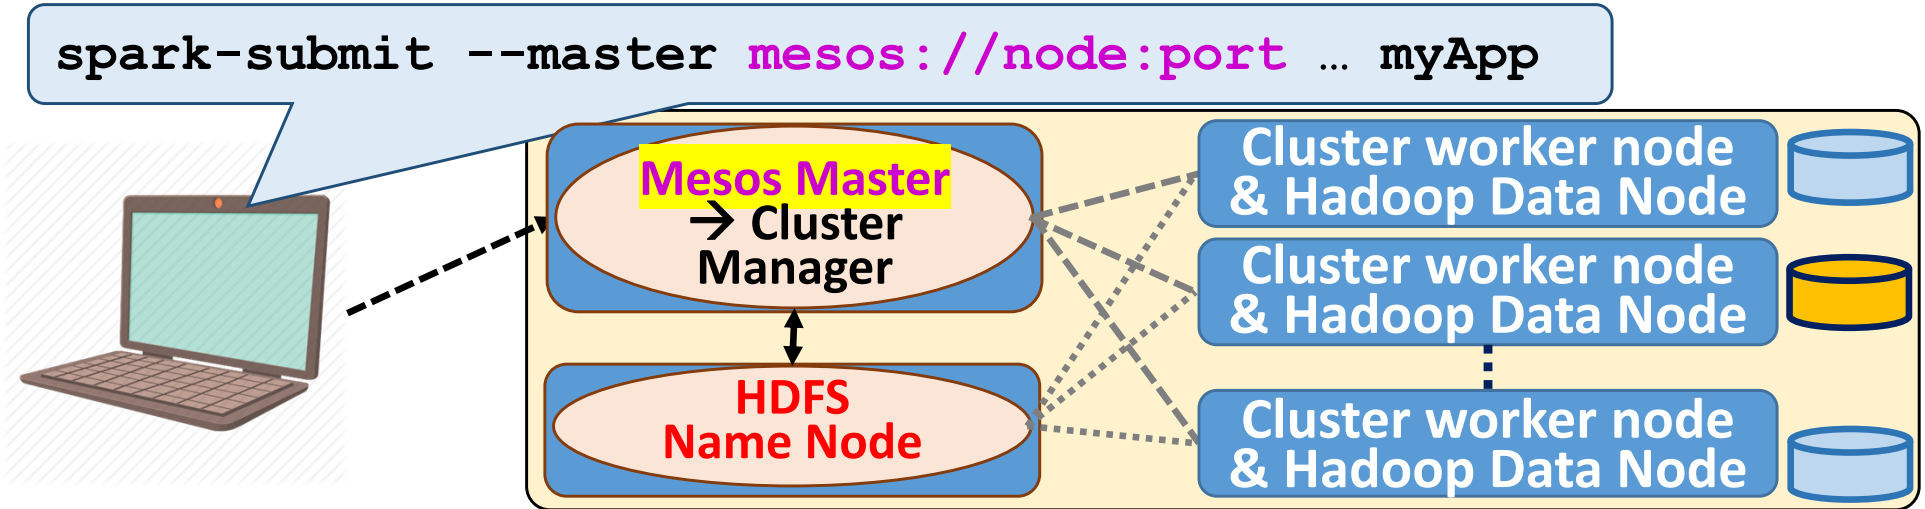 spark-submit --master mesos://node:port … myApp
Mesos Master
→ Cluster
Manager
HDFS
Name Node
Cluster worker node
& Hadoop Data Node
Cluster worker node
& Hadoop Data Node
Cluster worker node
& Hadoop Data Node